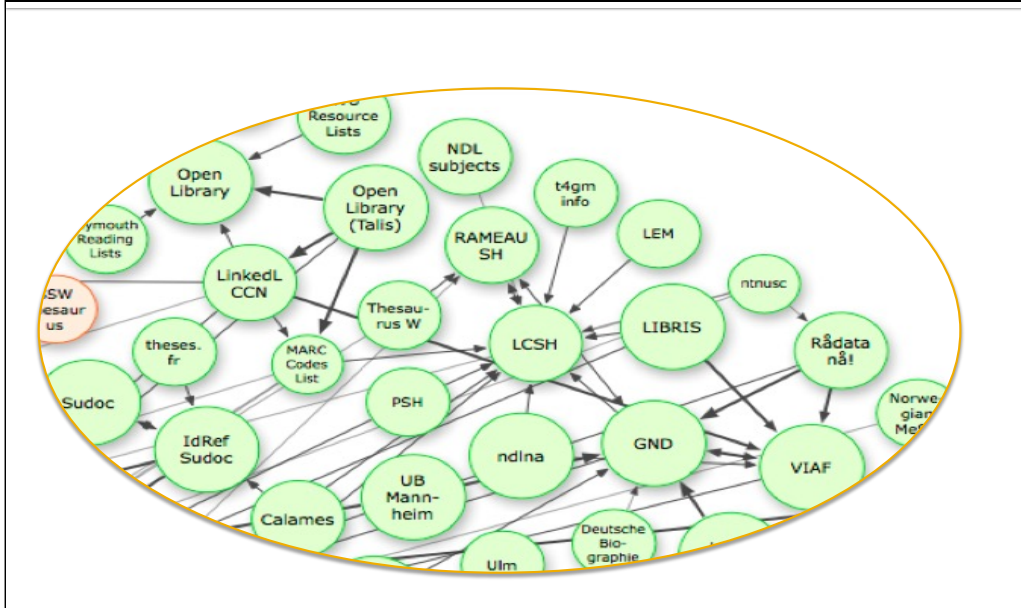 Resource
Lists
NDL
subjects
Open
Library
t4gm
info
Open
Library
(Talis)
ymouth
Reading
Lists
RAMEAU
SH
LEM
LinkedL
CCN
ntnusc
SSW
esaur
us
Thesau-
rus W
LIBRIS
LCSH
theses.
fr
MARC
Codes
List
Rådata
nå!
Sudoc
PSH
Norwe-
gian
IdRef
Sudoc
ndlna
GND
VIAF
UB
Mann-
heim
Calames
Deutsche
Bio-
graphie
Ulm